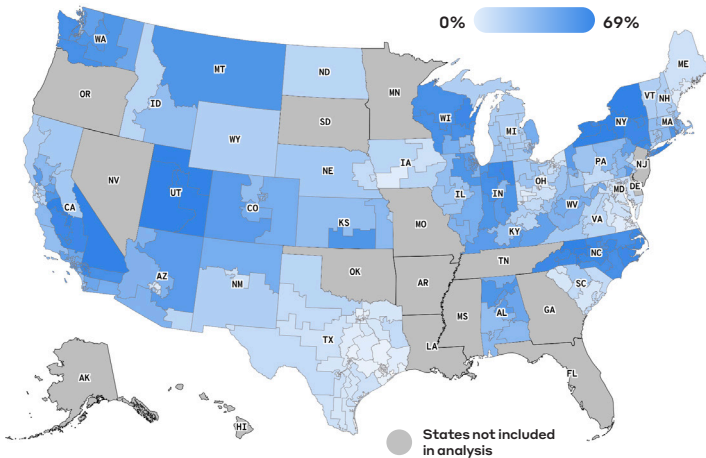 0% 69%
WA
MT
ND
MN
ME
OR
ID
SD
WI
VT NH
NY MA
WY
MI
IA
NE
PA
NJ
NV
UT
CO
IL
IN
OH
MD DE
WV
VA
CA
KS
MO
KY
NC
AZ
NM
OK
TN
AR
SC
MS
AL
GA
TX
LA
AK
FL
HI
States not included
in analysis